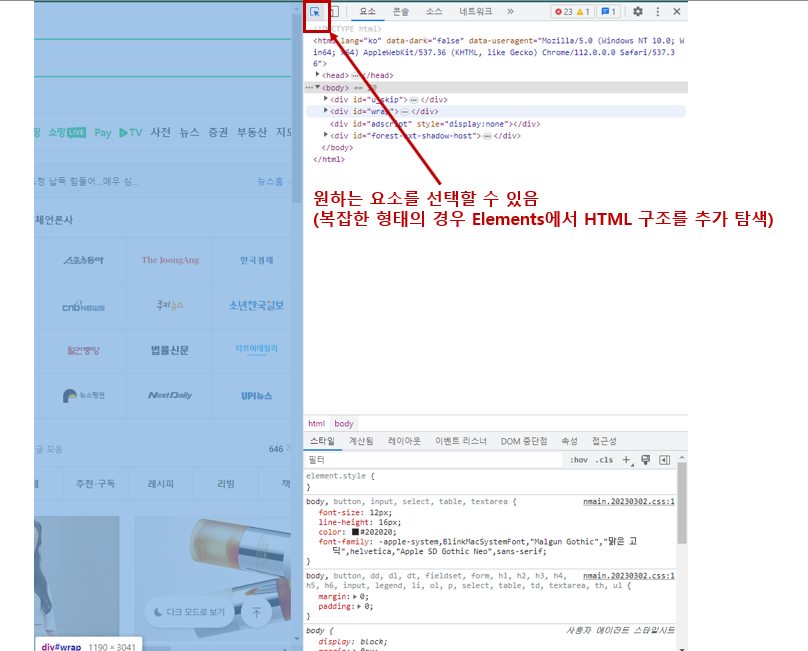 요소 콘솔 소스 네트워크 » 23 1 1
<!DOCTYPE html>
<html lang="ko" data-dark="false" data-useragent="Mozilla/5.0 (Windows NT 10.0; W
in64; x64) AppleWebKit/537.36 (KHTML, like Gecko) Chrome/112.0.0.0 Safari/537.3
6">
<head> </head>
<body> ==
<div id="u_skip"> </div>
<div id="wrap"> </div>
<div id="adscript" style="display:none"></div>
<div id="forest-ext-shadow-host"> </div>
</body>
</html>
원하는 요소를 선택할 수 있음
(복잡한 형태의 경우 Elements에서 HTML 구조를 추가 탐색)
핑 쇼핑LIVE Pay TV 사전 뉴스 증권 부동산 지도
납득 힘들어...매우 심... 뉴스홈
체언론사
스포츠동아 The JoongAng 한국경제
CNBNEWS 쿠키뉴스 소년한국일보
월간빵앗 법률신문 티브이데일리
뉴스펭귄 NextDaily UPI뉴스
글 모음 646
추천·구독 레시피 리빙 책
다크 모드로 보기
div#wrap 1190 × 3041
html body
스타일 계산됨 레이아웃 이벤트 리스너 DOM 중단점 속성 접근성
필터 :hov .cls +
element.style {
}
body, button, input, select, table, textarea { nmain.20230302.css:1
font-size: 12px;
line-height: 16px;
color: #202020;
font-family: -apple-system,BlinkMacSystemFont,"Malgun Gothic","맑은 고
딕",helvetica,"Apple SD Gothic Neo",sans-serif;
}
body, button, dd, dl, dt, fieldset, form, h1, h2, h3, h4, nmain.20230302.css:1
h5, h6, input, legend, li, ol, p, select, table, td, textarea, th, ul {
margin: 0;
padding: 0;
}
body { 사용자 에이전트 스타일시트
display: block;
margin: 8px;